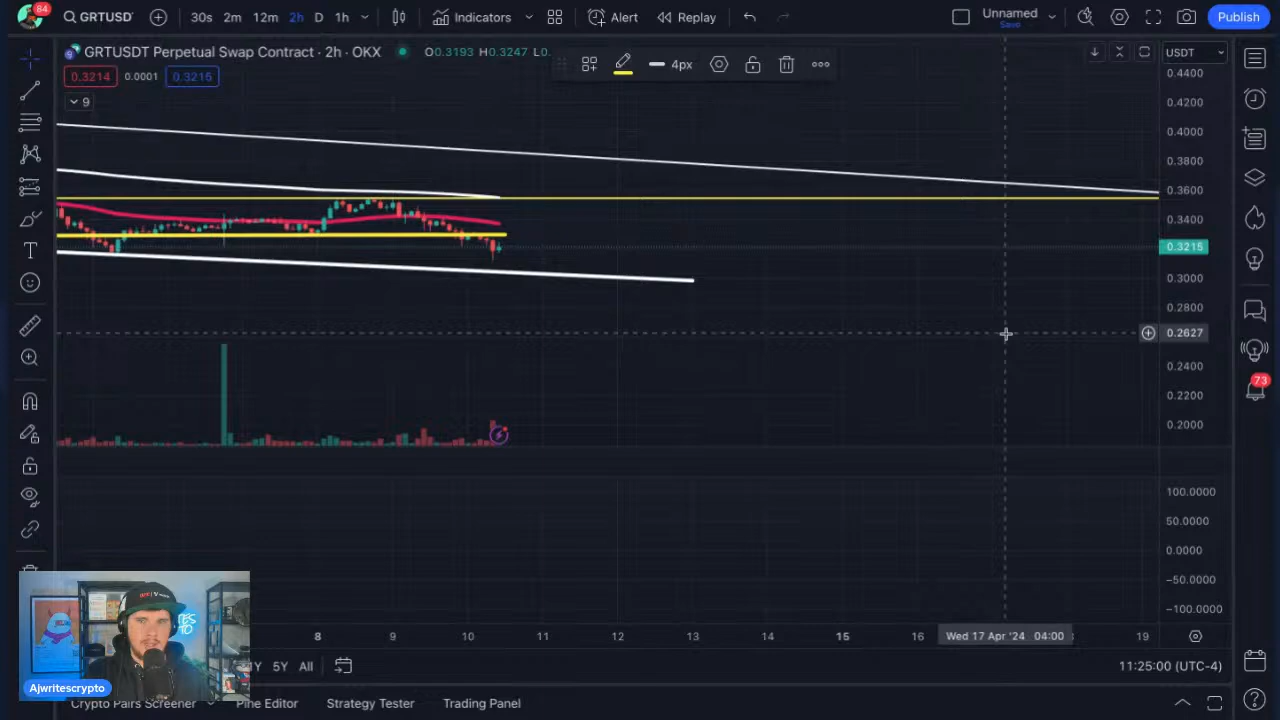 84
GRTUSD
30s 2m 12m 2h D 1h
Indicators
Alert
Replay
Unnamed
Save
Publish
GRTUSDT Perpetual Swap Contract · 2h · OKX
O0.3193 H0.3247 L0.
4px
USDT
0.3214 0.0001 0.3215
9
0.4400
0.4200
0.4000
0.3800
0.3600
0.3400
0.3215
0.3000
0.2800
0.2627
0.2400
0.2200
0.2000
100.0000
50.0000
0.0000
−50.0000
−100.0000
73
8 9 10 11 12 13 14 15 16 Wed 17 Apr '24 04:00 19
Y 5Y All
11:25:00 (UTC-4)
Ajwritescrypto
Crypto Pairs Screener Pine Editor Strategy Tester Trading Panel